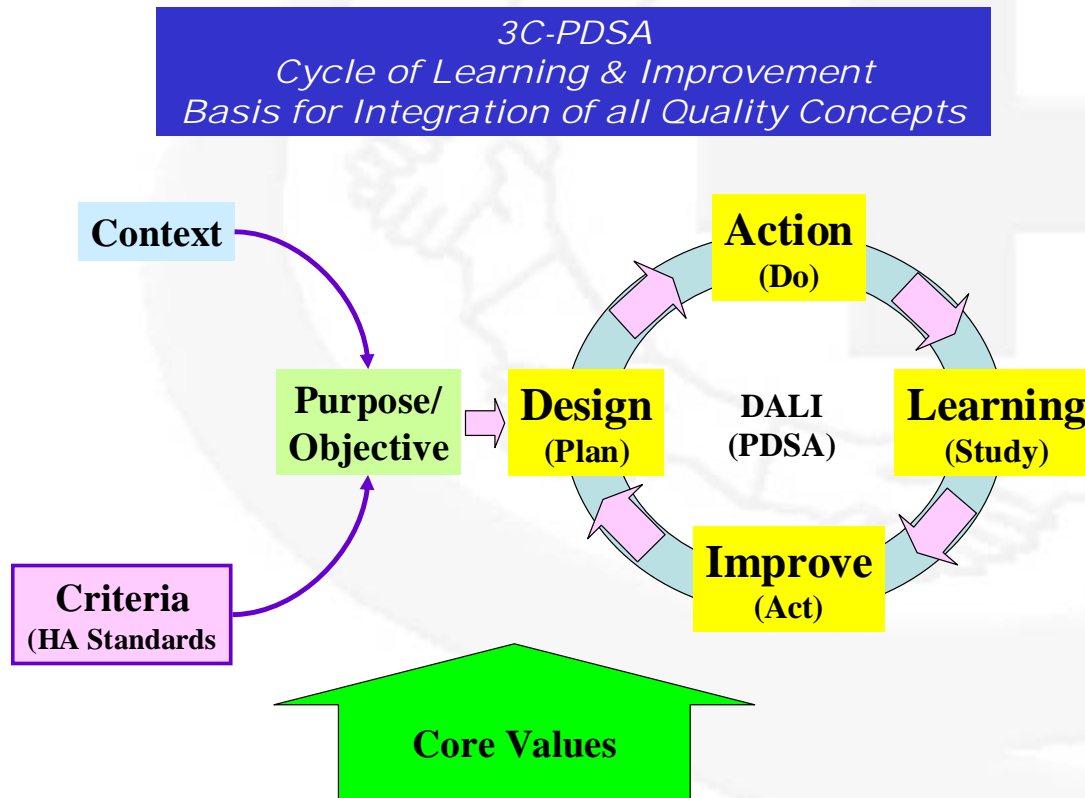 3C-PDSA
Cycle of Learning & Improvement
Basis for Integration of all Quality Concepts
Context
Purpose/
Objective
Criteria
(HA Standards
Action
(Do)
Design
(Plan)
DALI
(PDSA)
Learning
(Study)
Improve
(Act)
Core Values